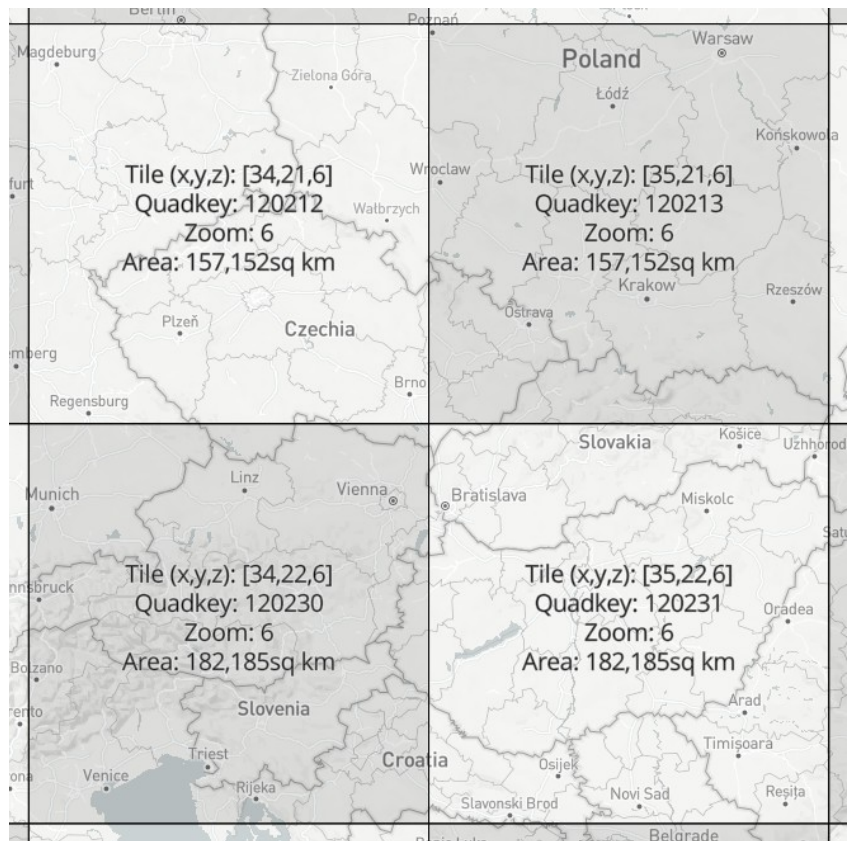 Berlin
Poznań
Magdeburg
Poland
Warsaw
Zielona Góra
Łódź
Końskowola
Wroclaw
Tile (x,y,z): [34,21,6]
Quadkey: 120212
Zoom: 6
Area: 157,152sq km
Tile (x,y,z): [35,21,6]
Quadkey: 120213
Zoom: 6
Area: 157,152sq km
furt
Wałbrzych
Krakow
Rzeszów
Ostrava
Plzeň
Czechia
emberg
Brno
Regensburg
Slovakia
Košice
Uzhhorod
Linz
Munich
Vienna
Bratislava
Miskolc
Satu
Tile (x,y,z): [34,22,6]
Quadkey: 120230
Zoom: 6
Area: 182,185sq km
Tile (x,y,z): [35,22,6]
Quadkey: 120231
Zoom: 6
Area: 182,185sq km
nnsbruck
Oradea
Bolzano
Slovenia
Arad
rento
Triest
Croatia
Timișoara
Osijek
ona
Venice
Rijeka
Slavonski Brod
Novi Sad
Reșița
Belgrade